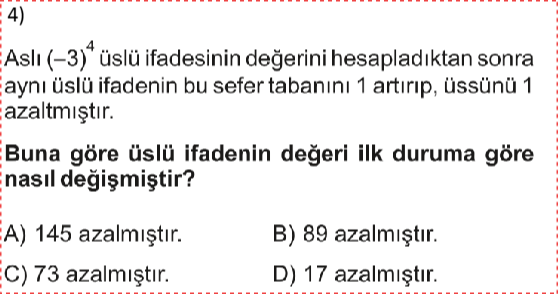 4)
Aslı (–3)⁴ üslü ifadesinin değerini hesapladıktan sonra
aynı üslü ifadenin bu sefer tabanını 1 artırıp, üssünü 1
azaltmıştır.
Buna göre üslü ifadenin değeri ilk duruma göre
nasıl değişmiştir?
A) 145 azalmıştır. B) 89 azalmıştır.
C) 73 azalmıştır. D) 17 azalmıştır.